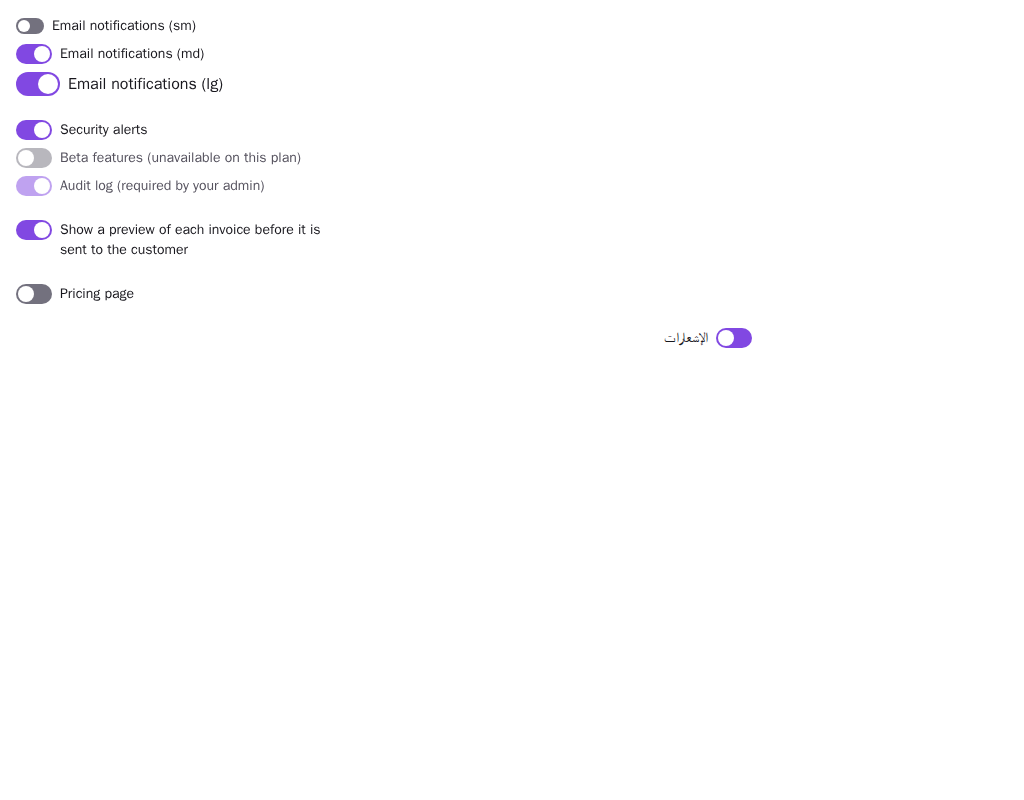 Email notifications (sm)
Email notifications (md)
Email notifications (lg)
Security alerts
Beta features (unavailable on this plan)
Audit log (required by your admin)
Show a preview of each invoice before it is
sent to the customer
Pricing page
الإشعارات